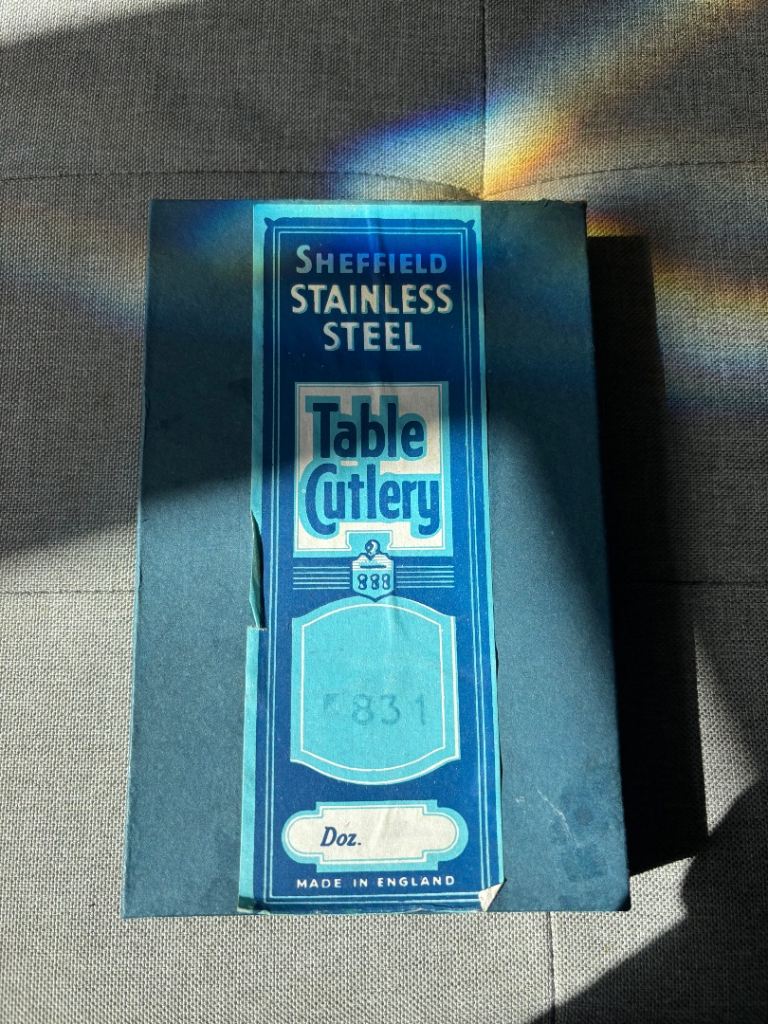 SHEFFIELD
STAINLESS
STEEL
Table
Cutlery
888
831
Doz.
MADE IN ENGLAND